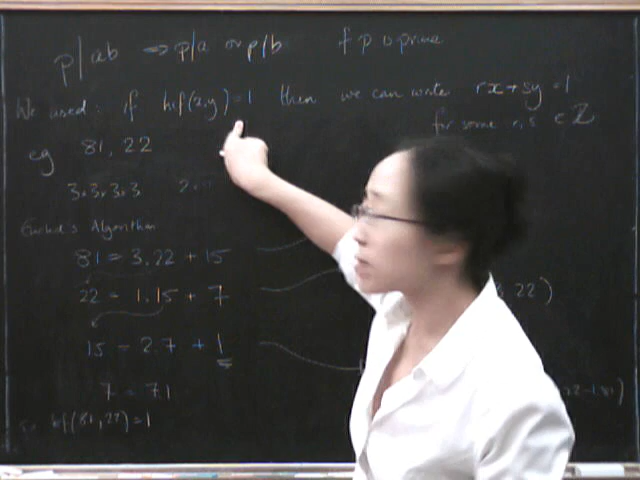 p|ab ⟹ p|a or p|b if p is prime
We used: if hcf(x,y)=1 then we can write rx+sy=1
for some r,s ∈ ℤ
eg 81, 22
3.3.3.3 2.
Euclid's Algorithm
81 = 3.22 + 15
22 = 1.15 + 7
, 22)
15 = 2.7 + 1
7 = 7.1
so hcf(81,22)=1